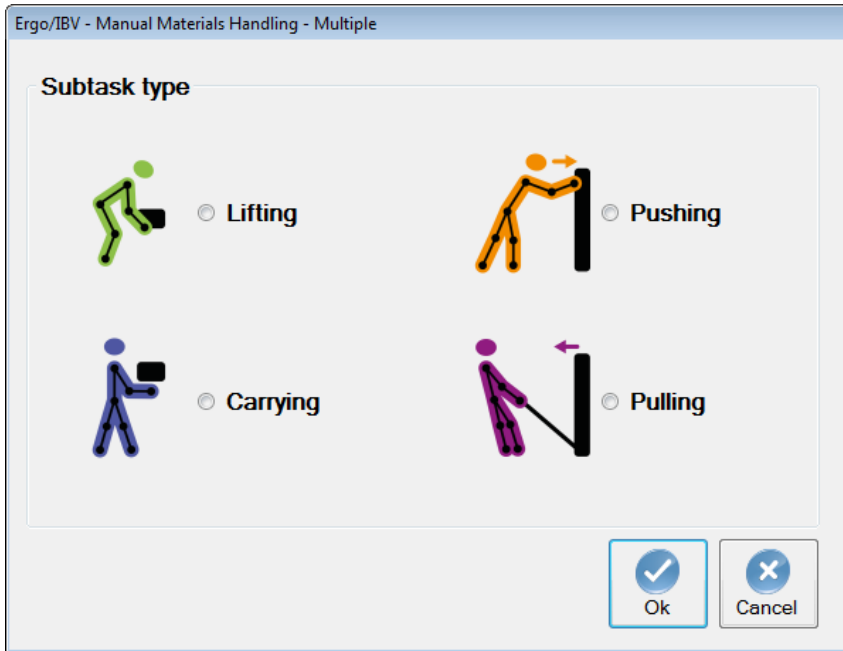 Ergo/IBV - Manual Materials Handling - Multiple
Subtask type
Lifting
Pushing
Carrying
Pulling
Ok
Cancel